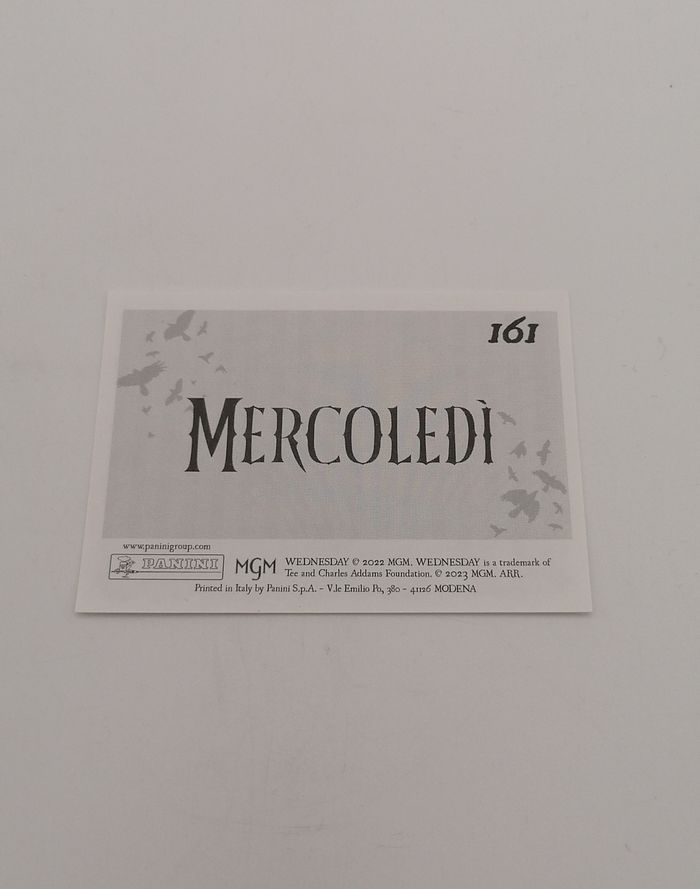 161
MERCOLEDÌ
www.paninigroup.com
PANINI
MGM
WEDNESDAY © 2022 MGM. WEDNESDAY is a trademark of
Tee and Charles Addams Foundation. © 2023 MGM. ARR.
Printed in Italy by Panini S.p.A. - V.le Emilio Po, 380 - 41126 MODENA